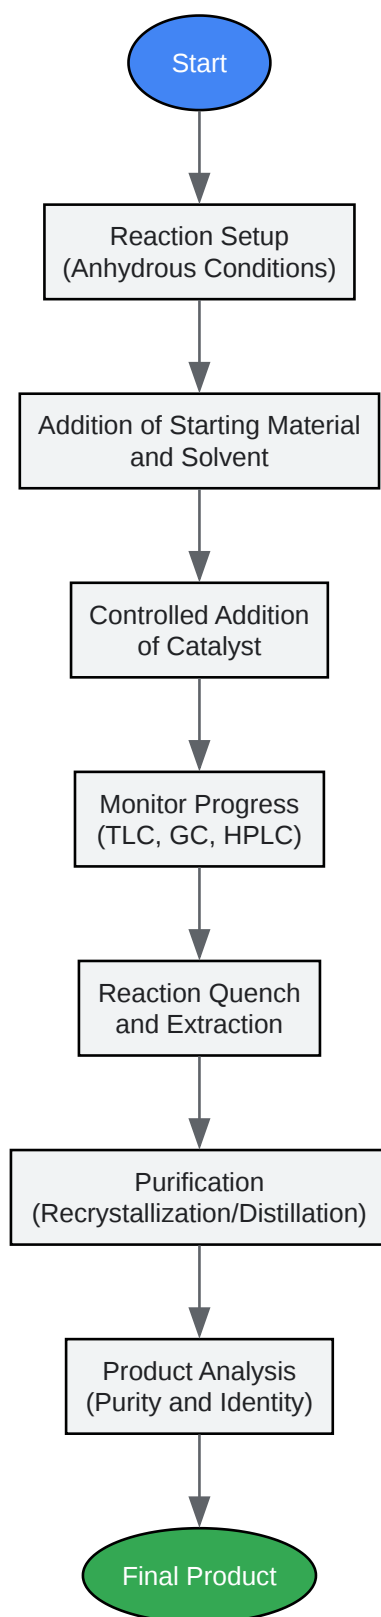 Start
Reaction Setup
(Anhydrous Conditions)
Addition of Starting Material
and Solvent
Controlled Addition
of Catalyst
Monitor Progress
(TLC, GC, HPLC)
Reaction Quench
and Extraction
Purification
(Recrystallization/Distillation)
Product Analysis
(Purity and Identity)
Final Product